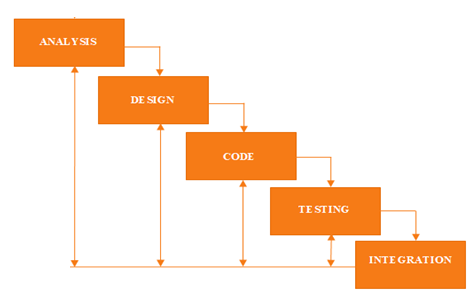 ANALYSIS
DESIGN
CODE
TESTING
INTEGRATION